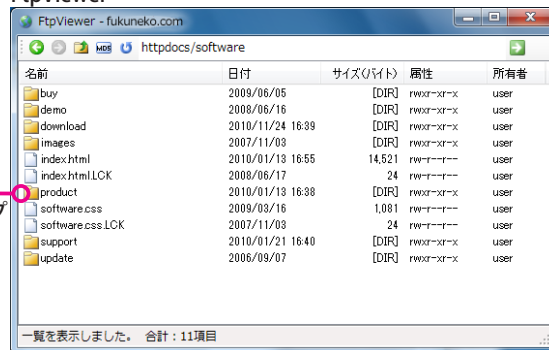 FtpViewer
FtpViewer - fukuneko.com
MDS httpdocs/software
名前 日付 サイズ(バイト) 属性 所有者
buy 2009/06/05 [DIR] rwxr-xr-x user
demo 2008/06/16 [DIR] rwxr-xr-x user
download 2010/11/24 16:39 [DIR] rwxr-xr-x user
images 2007/11/03 [DIR] rwxr-xr-x user
index.html 2010/01/13 16:55 14,521 rw-r--r-- user
index.html.LCK 2008/06/17 24 rw-r--r-- user
product 2010/01/13 16:38 [DIR] rwxr-xr-x user
プ
software.css 2009/03/16 1,081 rw-r--r-- user
software.css.LCK 2007/11/03 24 rw-r--r-- user
support 2010/01/21 16:40 [DIR] rwxr-xr-x user
update 2006/09/07 [DIR] rwxr-xr-x user
一覧を表示しました。 合計:11項目